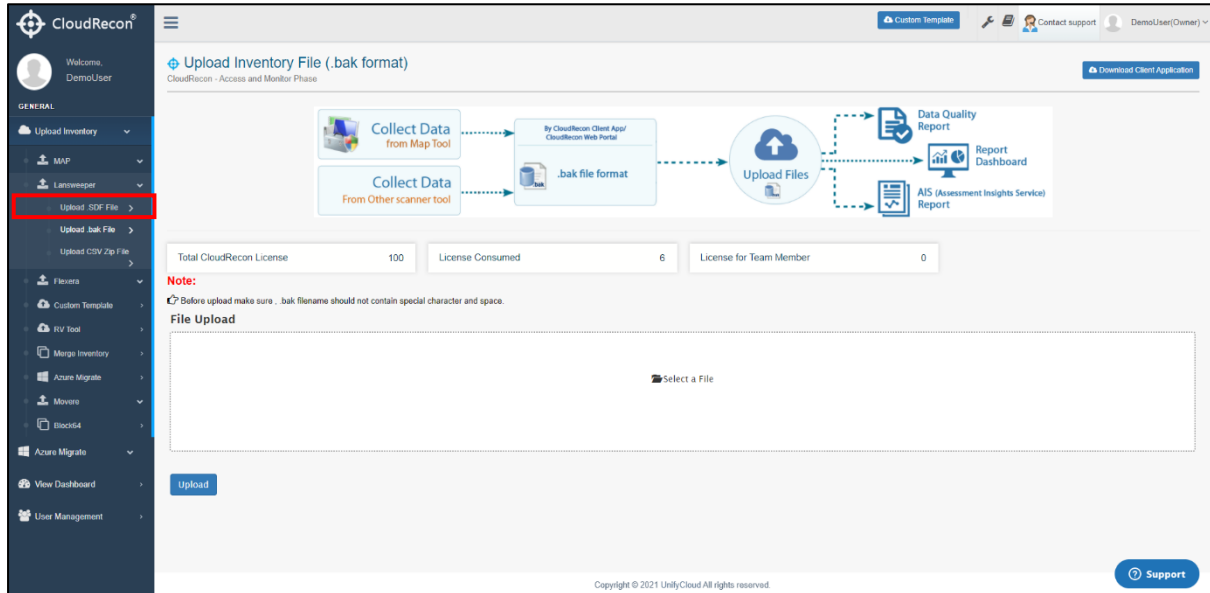 CloudRecon®
Custom Template
Contact support
DemoUser(Owner)
Welcome,
DemoUser
GENERAL
Upload Inventory
MAP
Lansweeper
Upload .SDF File
Upload .bak File
Upload CSV Zip File
Flexera
Custom Template
RV Tool
Merge Inventory
Azure Migrate
Movere
Block64
Azure Migrate
View Dashboard
User Management
Upload Inventory File (.bak format)
CloudRecon - Access and Monitor Phase
Download Client Application
Collect Data
from Map Tool
Collect Data
From Other scanner tool
By CloudRecon Client App/
CloudRecon Web Portal
.bak
.bak file format
Upload Files
Data Quality
Report
Report
Dashboard
AIS (Assessment Insights Service)
Report
Total CloudRecon License 100
License Consumed 6
License for Team Member 0
Note:
Before upload make sure , .bak filename should not contain special character and space.
File Upload
Select a File
Upload
Copyright © 2021 UnifyCloud All rights reserved.
Support